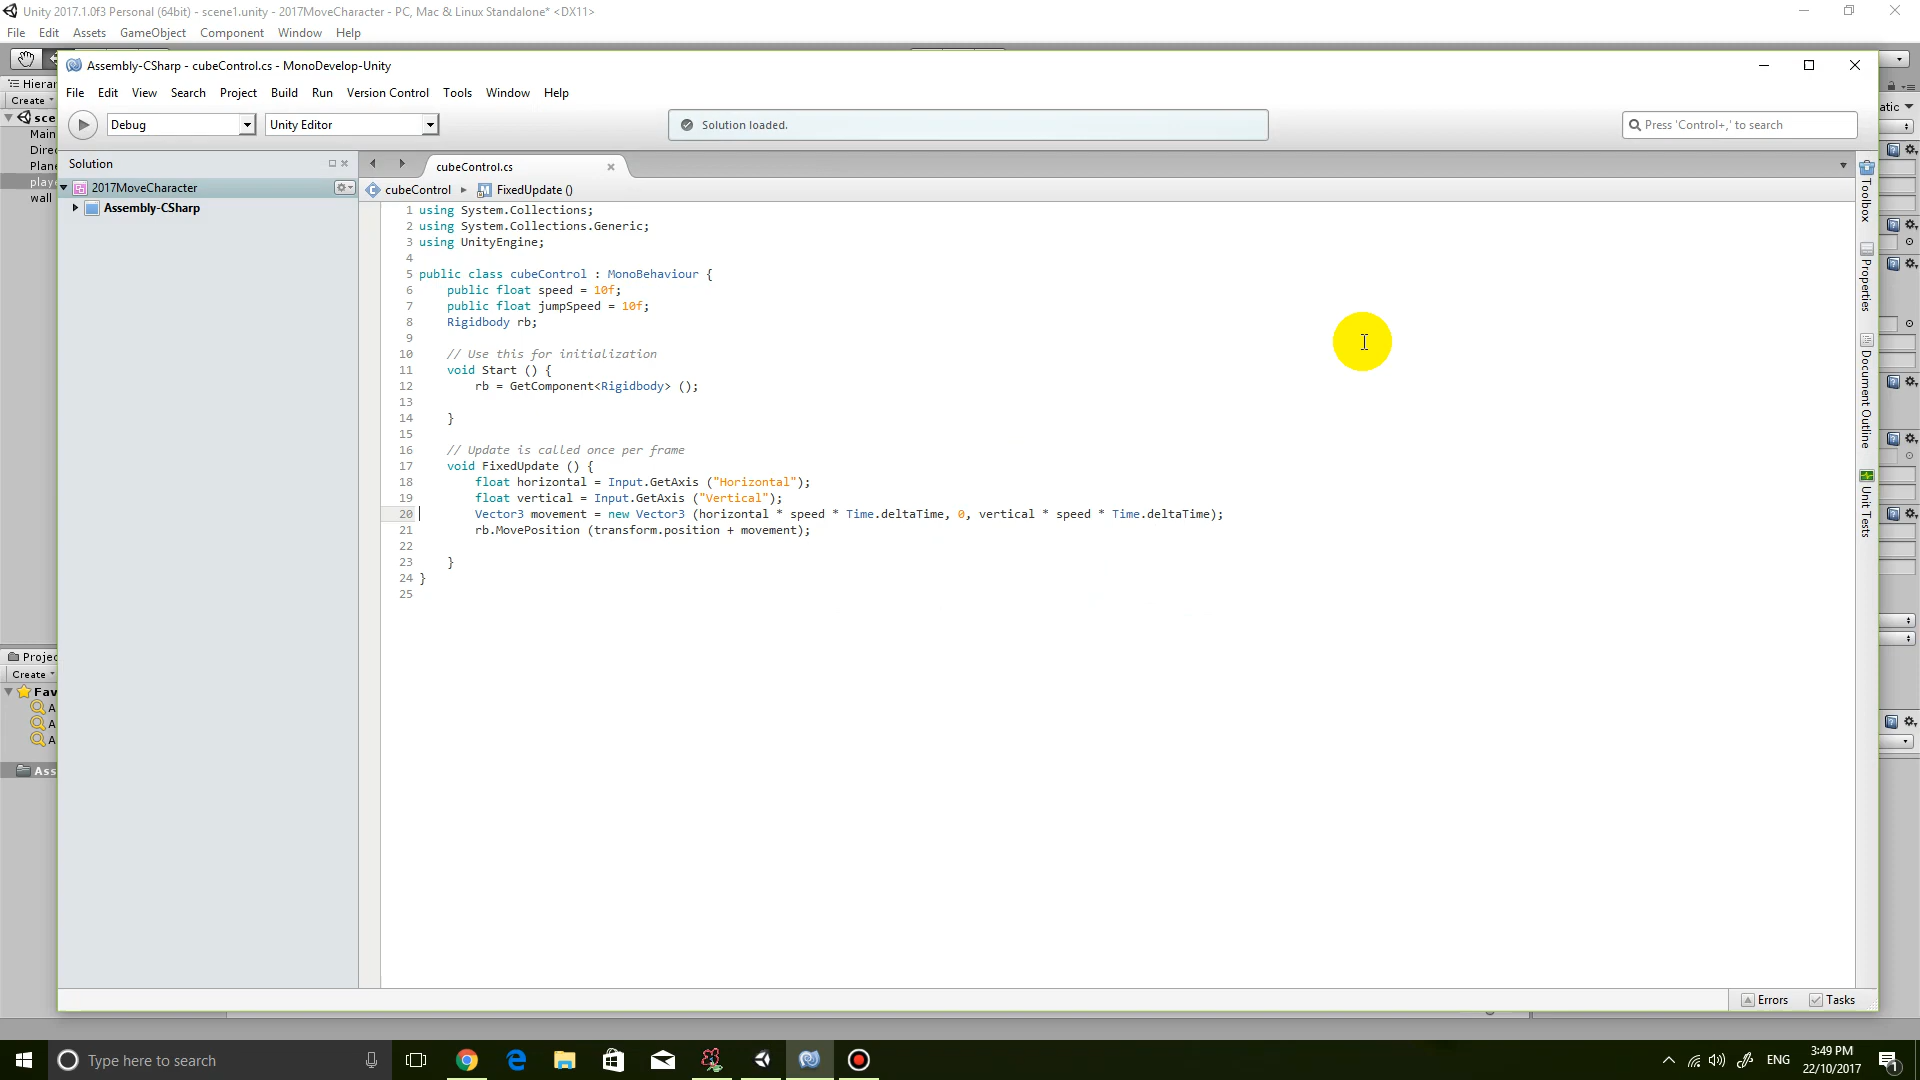 Unity 2017.1.0f3 Personal (64bit) - scene1.unity - 2017MoveCharacter - PC, Mac & Linux Standalone* <DX11>
File Edit Assets GameObject Component Window Help
Assembly-CSharp - cubeControl.cs - MonoDevelop-Unity
File Edit View Search Project Build Run Version Control Tools Window Help
Debug Unity Editor Solution loaded. Press 'Control+,' to search
Create
Main
Plane
wall
Create
Solution
2017MoveCharacter
Assembly-CSharp
cubeControl.cs
cubeControl FixedUpdate ()
1 using System.Collections;
2 using System.Collections.Generic;
3 using UnityEngine;
4
5 public class cubeControl : MonoBehaviour {
6 public float speed = 10f;
7 public float jumpSpeed = 10f;
8 Rigidbody rb;
9
10 // Use this for initialization
11 void Start () {
12 rb = GetComponent<Rigidbody> ();
13
14 }
15
16 // Update is called once per frame
17 void FixedUpdate () {
18 float horizontal = Input.GetAxis ("Horizontal");
19 float vertical = Input.GetAxis ("Vertical");
20 Vector3 movement = new Vector3 (horizontal * speed * Time.deltaTime, 0, vertical * speed * Time.deltaTime);
21 rb.MovePosition (transform.position + movement);
22
23 }
24 }
25
Toolbox
Properties
Document Outline
Unit Tests
Errors Tasks
Type here to search
ENG
3:49 PM
22/10/2017
1